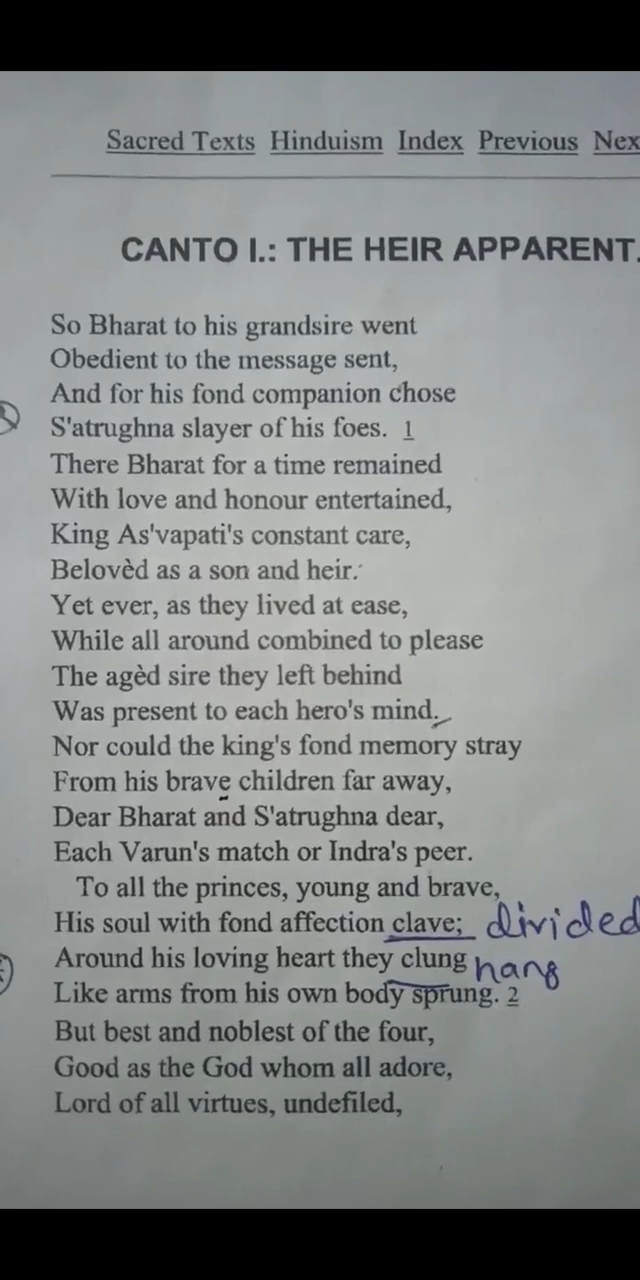 Sacred Texts Hinduism Index Previous Nex
CANTO I.: THE HEIR APPARENT.
So Bharat to his grandsire went
Obedient to the message sent,
And for his fond companion chose
S'atrughna slayer of his foes. 1
There Bharat for a time remained
With love and honour entertained,
King As'vapati's constant care,
Belovèd as a son and heir.
Yet ever, as they lived at ease,
While all around combined to please
The agèd sire they left behind
Was present to each hero's mind.
Nor could the king's fond memory stray
From his brave children far away,
Dear Bharat and S'atrughna dear,
Each Varun's match or Indra's peer.
To all the princes, young and brave,
His soul with fond affection clave; divided
Around his loving heart they clung hang
Like arms from his own body sprung. 2
But best and noblest of the four,
Good as the God whom all adore,
Lord of all virtues, undefiled,